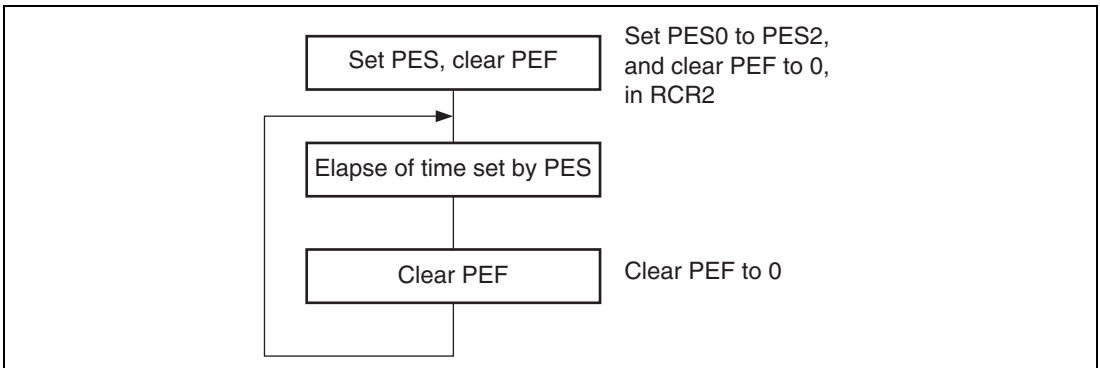 Set PES, clear PEF
Set PES0 to PES2,
and clear PEF to 0,
in RCR2
Elapse of time set by PES
Clear PEF
Clear PEF to 0